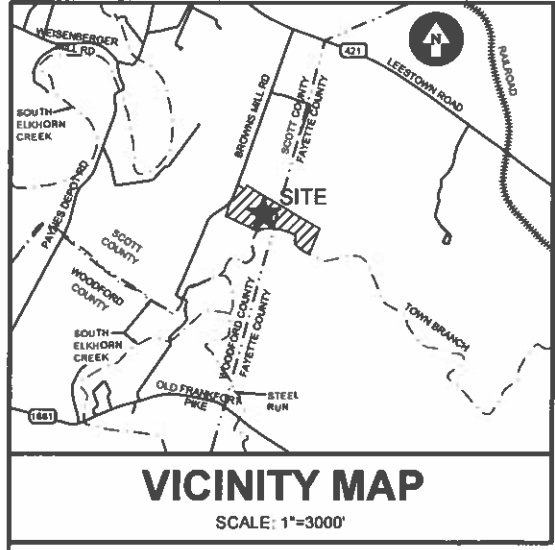 WEISENBERGER
MILL RD
421
N
LEESTOWN ROAD
RAILROAD
SOUTH
ELKHORN
CREEK
BROWNS MILL RD
SCOTT COUNTY
FAYETTE COUNTY
PAYNES DEPOT RD
SITE
SCOTT
COUNTY
WOODFORD
COUNTY
SOUTH
ELKHORN
CREEK
WOODFORD COUNTY
FAYETTE COUNTY
TOWN BRANCH
OLD FRANKFORT
PIKE
STEEL
RUN
1681
VICINITY MAP
SCALE: 1"=3000'